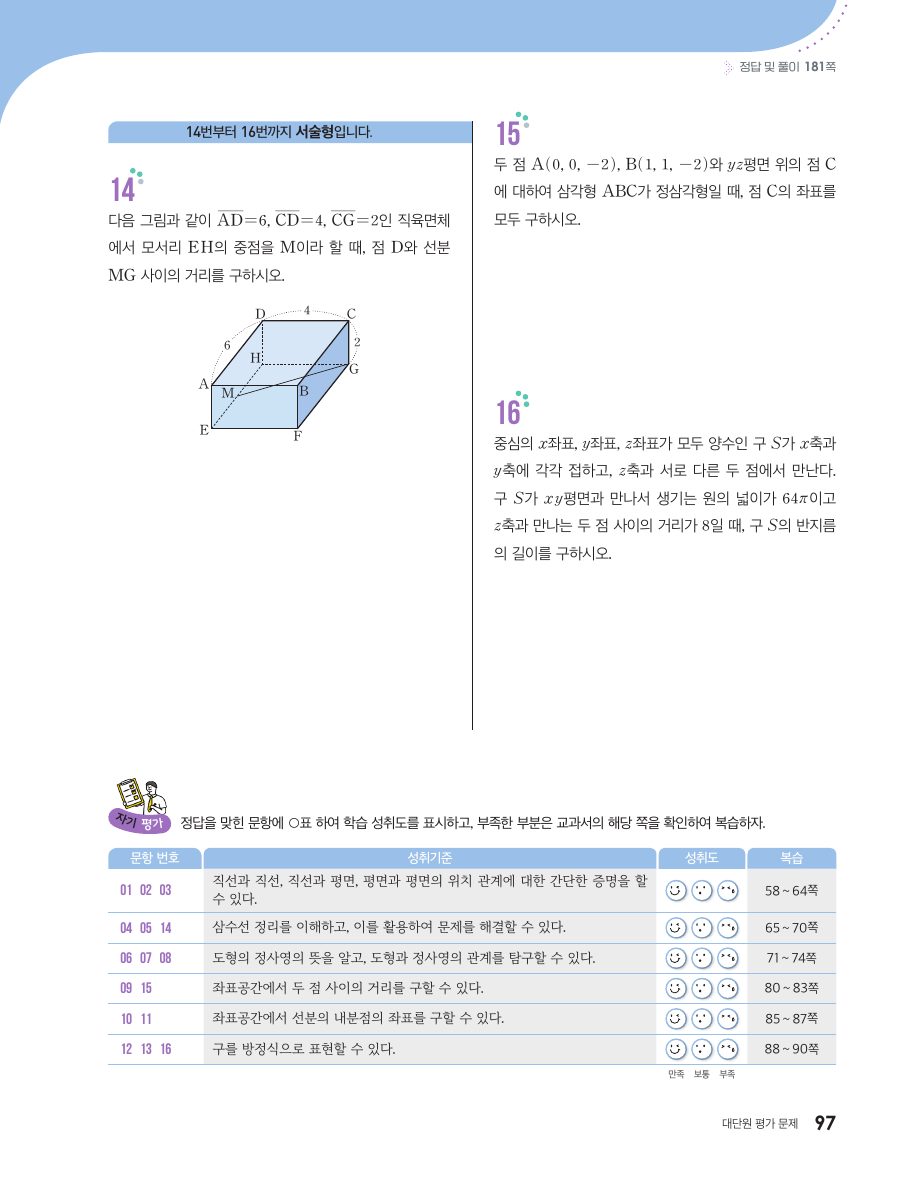 정답 및 풀이 181쪽
14번부터 16번까지 서술형입니다.
14
다음 그림과 같이 A̅D̅=6, C̅D̅=4, C̅G̅=2인 직육면체
에서 모서리 EH의 중점을 M이라 할 때, 점 D와 선분
MG 사이의 거리를 구하시오.
D 4 C
6 2
H
G
A
M B
E
F
15
두 점 A(0, 0, -2), B(1, 1, -2)와 yz평면 위의 점 C
에 대하여 삼각형 ABC가 정삼각형일 때, 점 C의 좌표를
모두 구하시오.
16
중심의 x좌표, y좌표, z좌표가 모두 양수인 구 S가 x축과
y축에 각각 접하고, z축과 서로 다른 두 점에서 만난다.
구 S가 xy평면과 만나서 생기는 원의 넓이가 64π이고
z축과 만나는 두 점 사이의 거리가 8일 때, 구 S의 반지름
의 길이를 구하시오.
자기 평가 정답을 맞힌 문항에 ○표 하여 학습 성취도를 표시하고, 부족한 부분은 교과서의 해당 쪽을 확인하여 복습하자.
문항 번호 성취기준 성취도 복습
01 02 03 직선과 직선, 직선과 평면, 평면과 평면의 위치 관계에 대한 간단한 증명을 할
수 있다. 58 ~ 64쪽
04 05 14 삼수선 정리를 이해하고, 이를 활용하여 문제를 해결할 수 있다. 65 ~ 70쪽
06 07 08 도형의 정사영의 뜻을 알고, 도형과 정사영의 관계를 탐구할 수 있다. 71 ~ 74쪽
09 15 좌표공간에서 두 점 사이의 거리를 구할 수 있다. 80 ~ 83쪽
10 11 좌표공간에서 선분의 내분점의 좌표를 구할 수 있다. 85 ~ 87쪽
12 13 16 구를 방정식으로 표현할 수 있다. 88 ~ 90쪽
만족 보통 부족
대단원 평가 문제 97